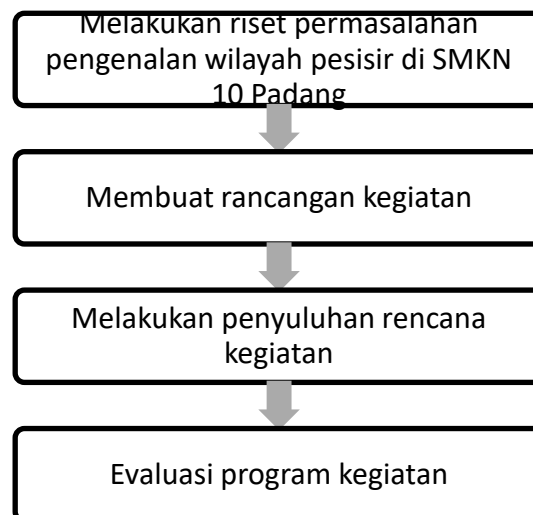 Melakukan riset permasalahan
pengenalan wilayah pesisir di SMKN
10 Padang
Membuat rancangan kegiatan
Melakukan penyuluhan rencana
kegiatan
Evaluasi program kegiatan